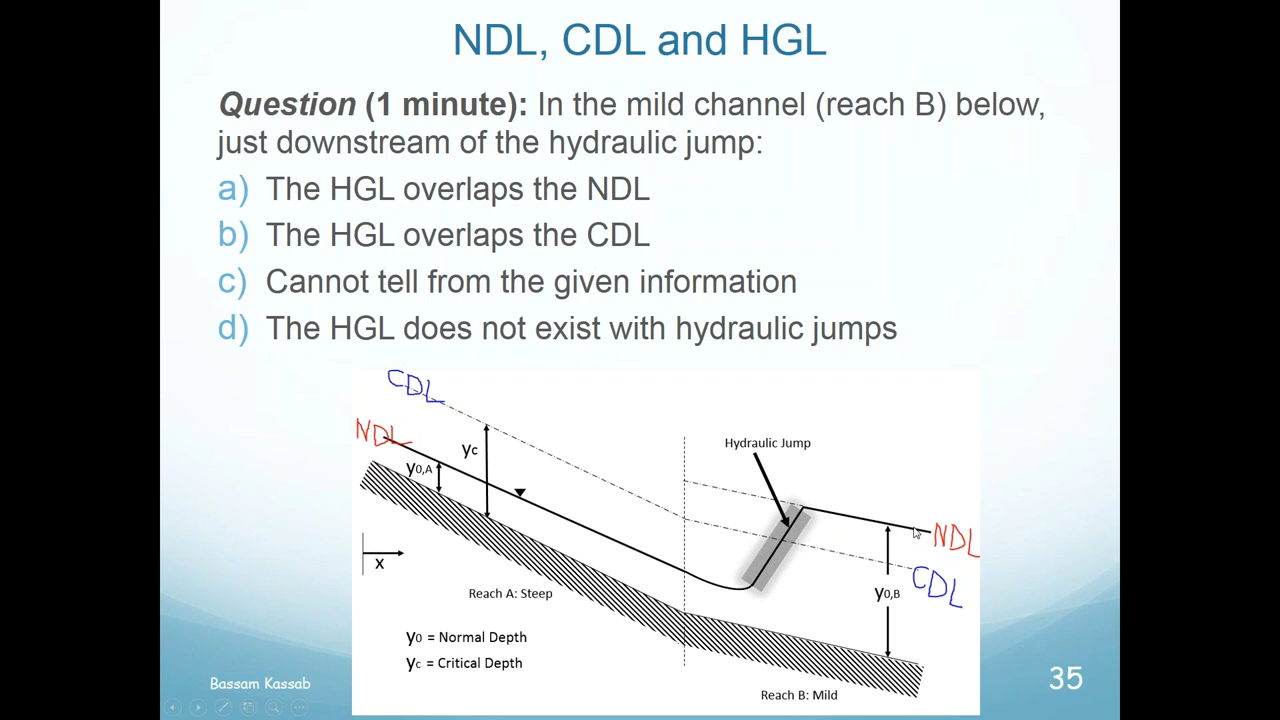 NDL, CDL and HGL
Question (1 minute): In the mild channel (reach B) below,
just downstream of the hydraulic jump:
a) The HGL overlaps the NDL
b) The HGL overlaps the CDL
c) Cannot tell from the given information
d) The HGL does not exist with hydraulic jumps
CDL
NDL
yc
y0,A
Hydraulic Jump
NDL
CDL
x
y0,B
Reach A: Steep
y0 = Normal Depth
yc = Critical Depth
Reach B: Mild
Bassam Kassab
35